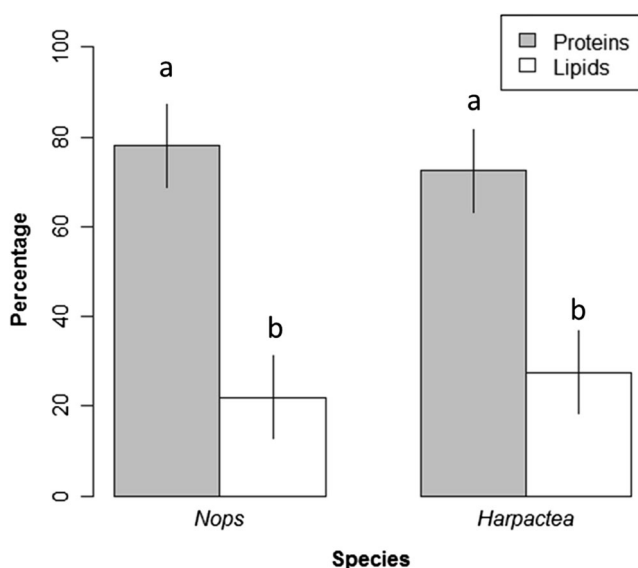 Proteins
Lipids
Percentage
100
80
60
40
20
0
a
b
a
b
Nops
Harpactea
Species